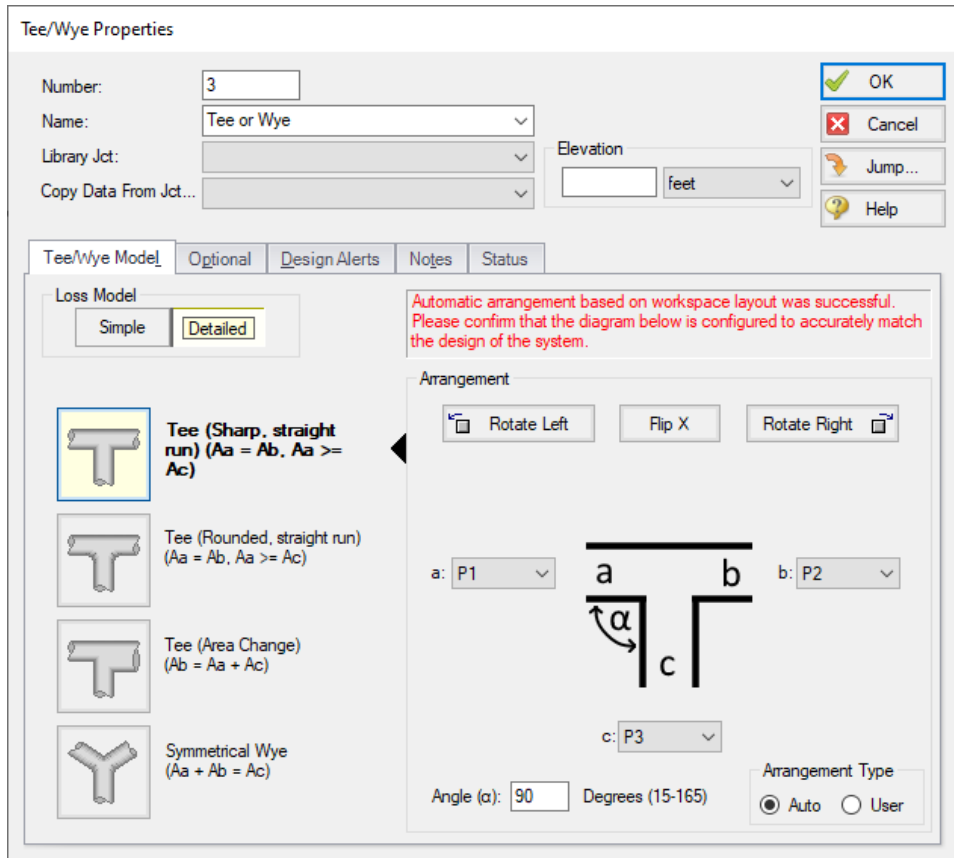 Tee/Wye Properties
Number:
3
OK
Name:
Tee or Wye
Cancel
Library Jct:
Elevation
feet
Jump...
Copy Data From Jct...
Help
Tee/Wye Model
Optional
Design Alerts
Notes
Status
Loss Model
Simple
Detailed
Automatic arrangement based on workspace layout was successful.
Please confirm that the diagram below is configured to accurately match
the design of the system.
Arrangement
Rotate Left
Flip X
Rotate Right
Tee (Sharp, straight
run) (Aa = Ab, Aa >=
Ac)
Tee (Rounded, straight run)
(Aa = Ab, Aa >= Ac)
Tee (Area Change)
(Ab = Aa + Ac)
Symmetrical Wye
(Aa + Ab = Ac)
a: P1
a
b
b: P2
α
c
c: P3
Angle (α): 90 Degrees (15-165)
Arrangement Type
Auto
User